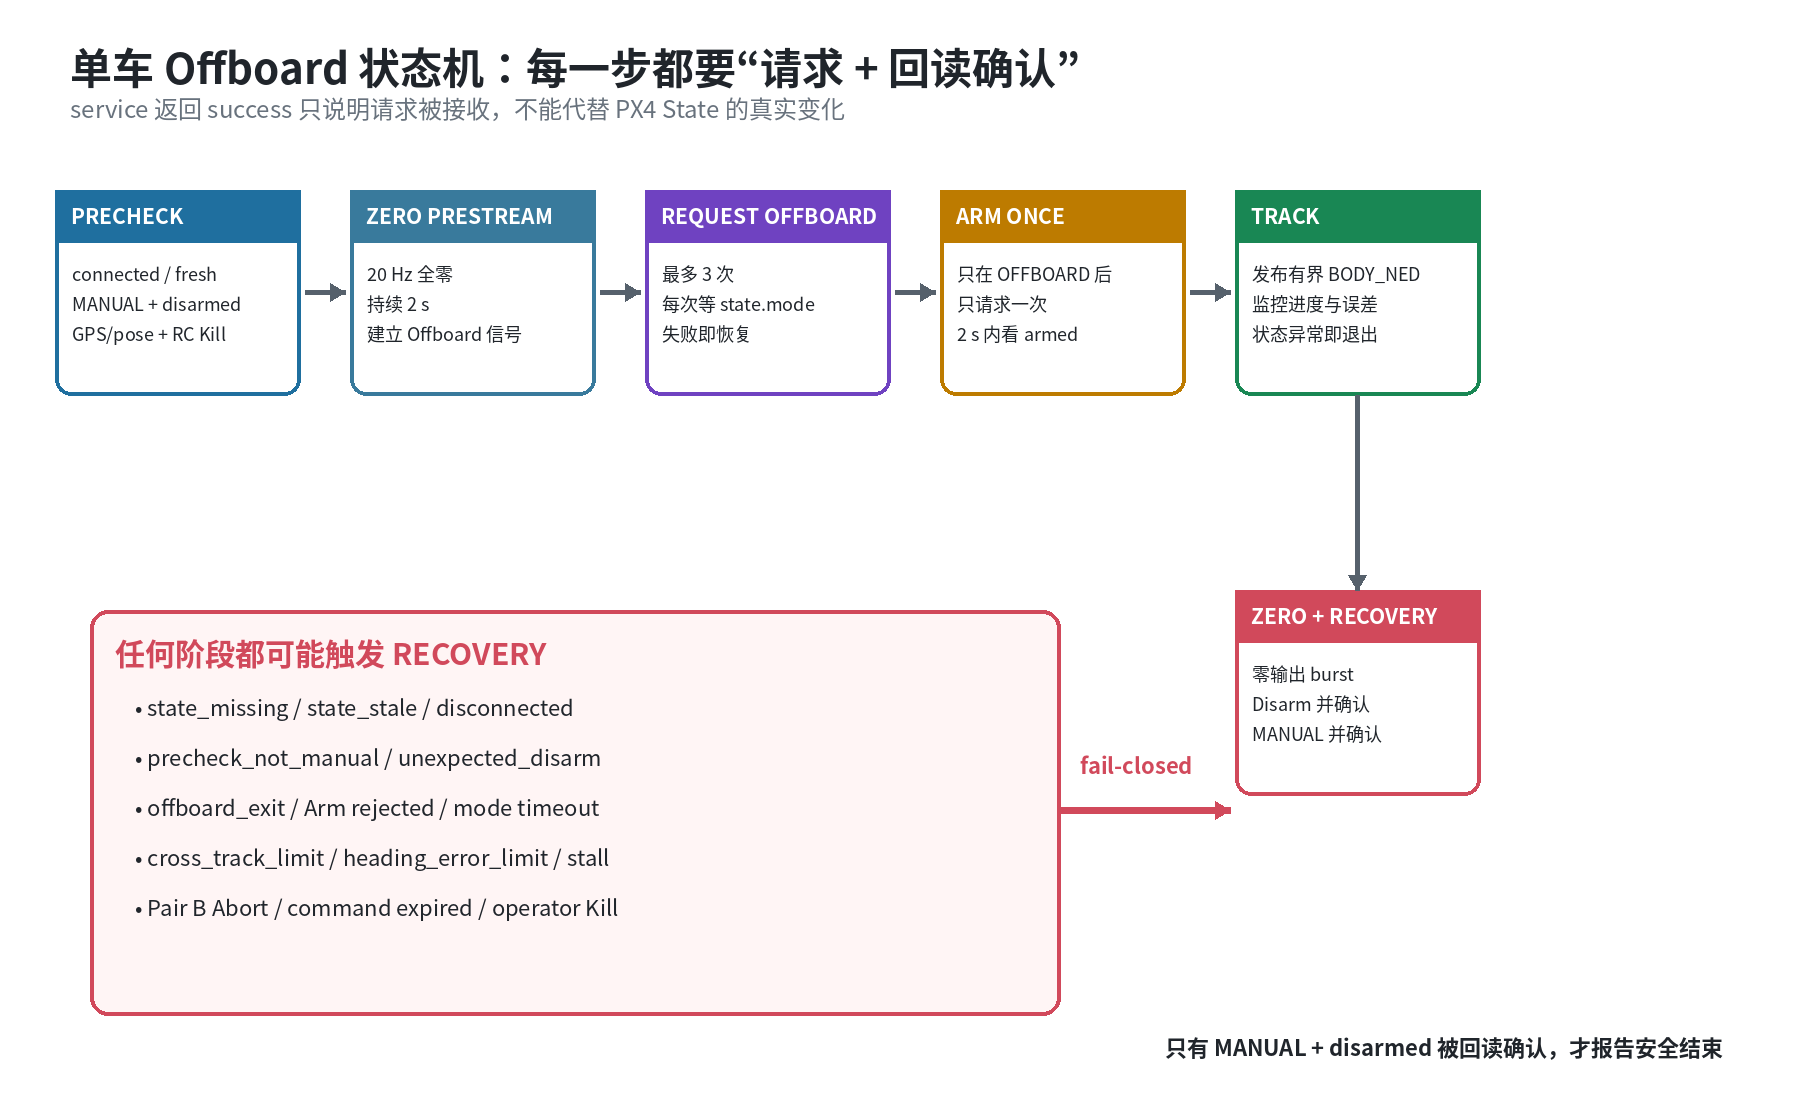 单车 Offboard 状态机：每一步都要“请求 + 回读确认”
service 返回 success 只说明请求被接收，不能代替 PX4 State 的真实变化
PRECHECK
connected / fresh
MANUAL + disarmed
GPS/pose + RC Kill
ZERO PRESTREAM
20 Hz 全零
持续 2 s
建立 Offboard 信号
REQUEST OFFBOARD
最多 3 次
每次等 state.mode
失败即恢复
ARM ONCE
只在 OFFBOARD 后
只请求一次
2 s 内看 armed
TRACK
发布有界 BODY_NED
监控进度与误差
状态异常即退出
任何阶段都可能触发 RECOVERY
• state_missing / state_stale / disconnected
• precheck_not_manual / unexpected_disarm
• offboard_exit / Arm rejected / mode timeout
• cross_track_limit / heading_error_limit / stall
• Pair B Abort / command expired / operator Kill
fail-closed
ZERO + RECOVERY
零输出 burst
Disarm 并确认
MANUAL 并确认
只有 MANUAL + disarmed 被回读确认，才报告安全结束